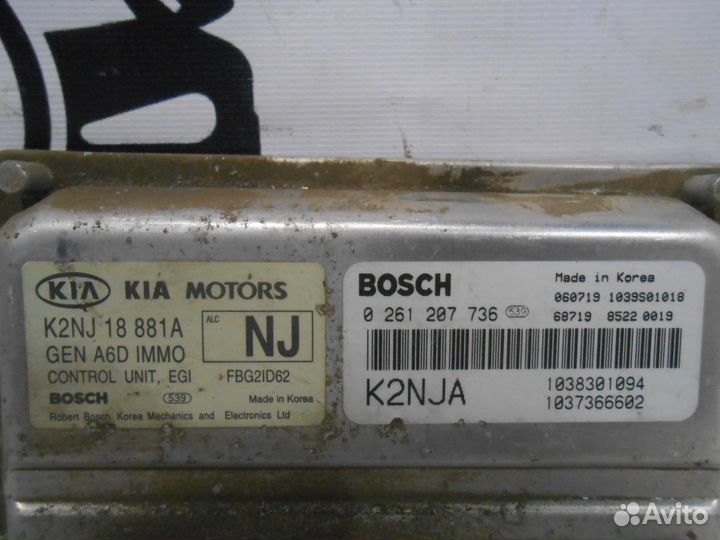 KIA KIA MOTORS
K2NJ 18 881A
ALC NJ
GEN A6D IMMO
CONTROL UNIT, EGI FBG2ID62
BOSCH 539 Made in Korea
Robert Bosch Korea Mechanics and Electronics Ltd
BOSCH Made in Korea
060719 1039S01018
0 261 207 736 539 68719 8522 0019
K2NJA 1038301094
1037366602
Avito